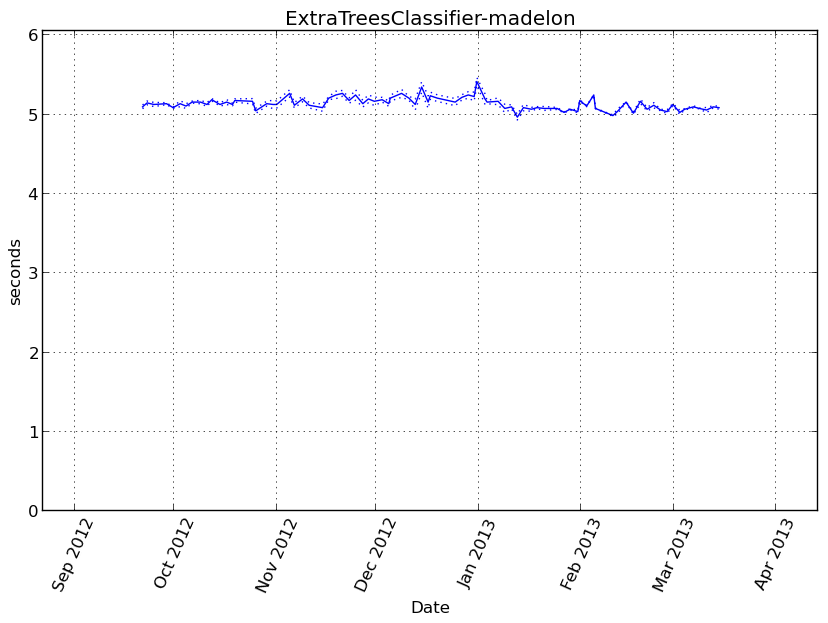 ExtraTreesClassifier-madelon
6
5
4
3
2
1
0
seconds
Sep 2012
Oct 2012
Nov 2012
Dec 2012
Jan 2013
Feb 2013
Mar 2013
Apr 2013
Date